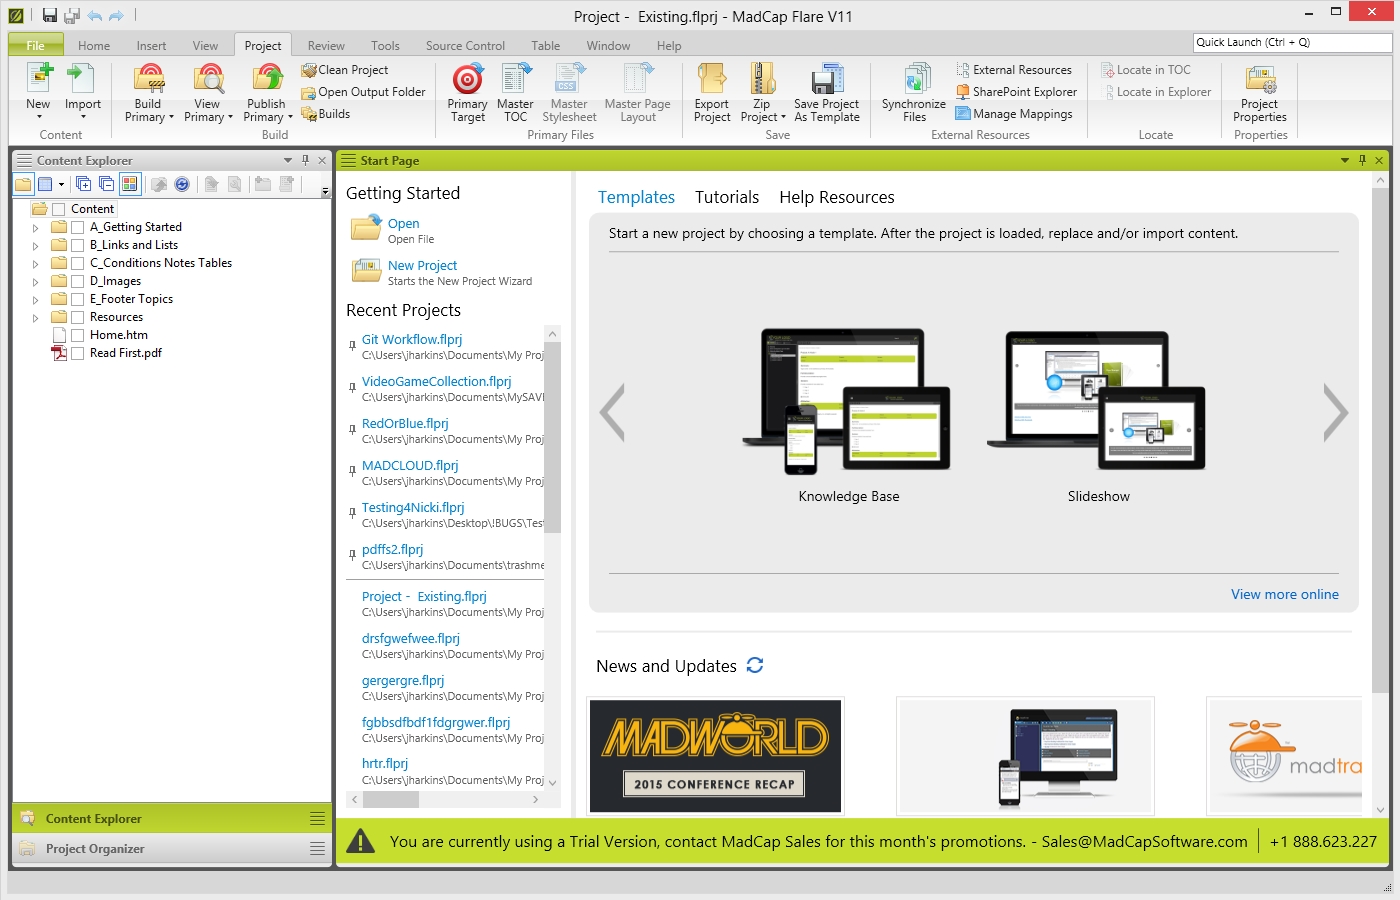 Project -  Existing.flprj - MadCap Flare V11
File Home Insert View Project Review Tools Source Control Table Window Help
Quick Launch (Ctrl + Q)
New
Import
Content
Build Primary
View Primary
Publish Primary
Clean Project
Open Output Folder
Builds
Build
Primary Target
Master TOC
Master Stylesheet
Master Page Layout
Primary Files
Export Project
Zip Project
Save Project As Template
Save
Synchronize Files
External Resources
SharePoint Explorer
Manage Mappings
External Resources
Locate in TOC
Locate in Explorer
Locate
Project Properties
Properties
Content Explorer
Content
A_Getting Started
B_Links and Lists
C_Conditions Notes Tables
D_Images
E_Footer Topics
Resources
Home.htm
Read First.pdf
Content Explorer
Project Organizer
Start Page
Getting Started
Open
Open File
New Project
Starts the New Project Wizard
Recent Projects
Git Workflow.flprj
C:\Users\jharkins\Documents\My Proj
VideoGameCollection.flprj
C:\Users\jharkins\Documents\MySAVI
RedOrBlue.flprj
C:\Users\jharkins\Documents\My Proj
MADCLOUD.flprj
C:\Users\jharkins\Documents\My Proj
Testing4Nicki.flprj
C:\Users\jharkins\Desktop\!BUGS\Test
pdffs2.flprj
C:\Users\jharkins\Documents\trashme
Project -  Existing.flprj
C:\Users\jharkins\Documents\My Proj
drsfgwefwee.flprj
C:\Users\jharkins\Documents\My Proj
gergergre.flprj
C:\Users\jharkins\Documents\My Proj
fgbbsdfbdf1fdgrgwer.flprj
C:\Users\jharkins\Documents\My Proj
hrtr.flprj
C:\Users\jharkins\Documents\My Proj
Templates Tutorials Help Resources
Start a new project by choosing a template. After the project is loaded, replace and/or import content.
Knowledge Base
Slideshow
View more online
News and Updates
MADWORLD
2015 CONFERENCE RECAP
madtra
You are currently using a Trial Version, contact MadCap Sales for this month's promotions. - Sales@MadCapSoftware.com
+1 888.623.227